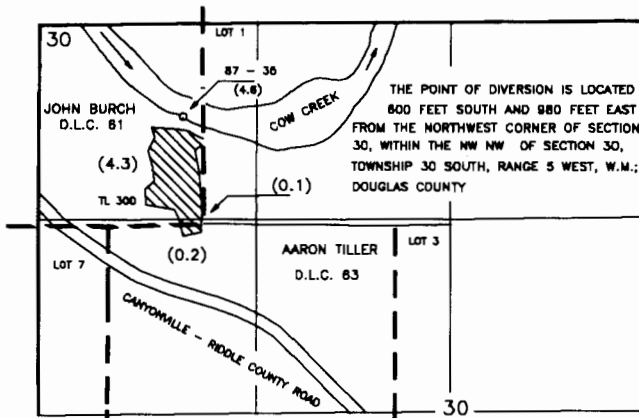 30
LOT 1
87 - 36
(4.6)
COW CREEK
JOHN BURCH
D.L.C. 61
(4.3)
THE POINT OF DIVERSION IS LOCATED
600 FEET SOUTH AND 980 FEET EAST
FROM THE NORTHWEST CORNER OF SECTION
30, WITHIN THE NW NW OF SECTION 30,
TOWNSHIP 30 SOUTH, RANGE 5 WEST, W.M.;
DOUGLAS COUNTY
TL 300
(0.1)
(0.2)
AARON TILLER
D.L.C. 63
LOT 3
LOT 7
CANYONVILLE - RIDDLE COUNTY ROAD
30